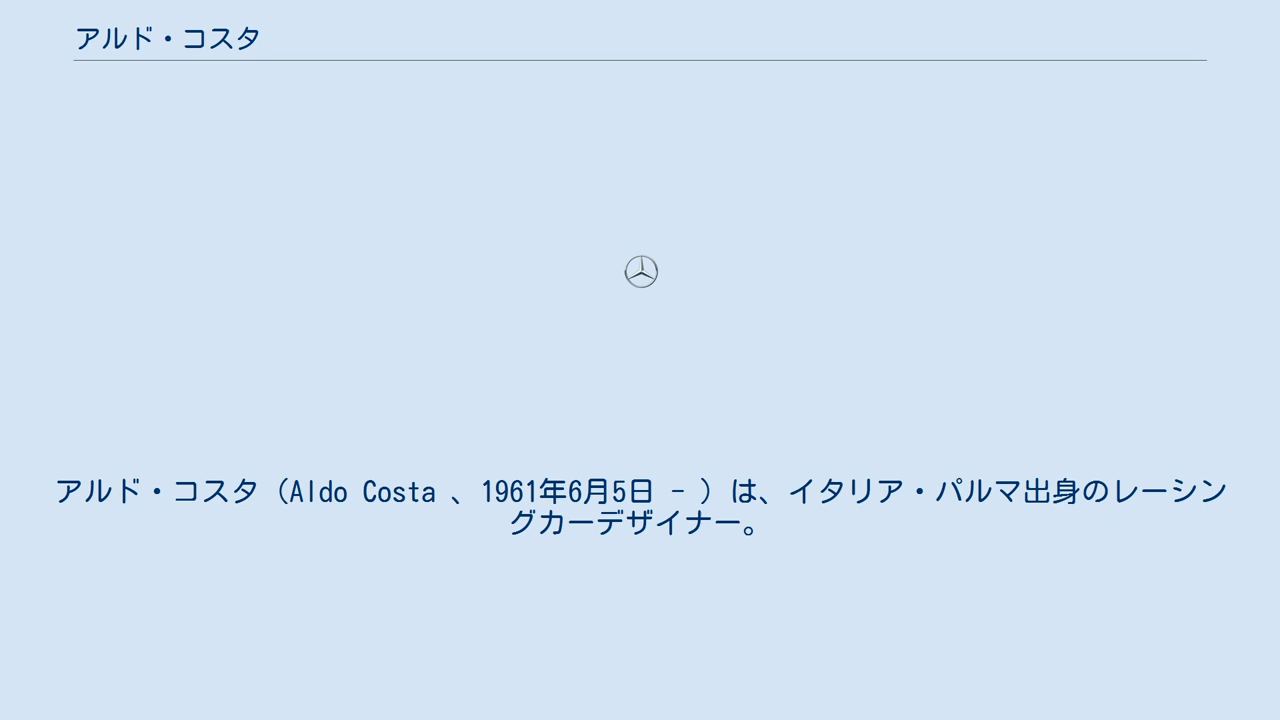 アルド・コスタ
アルド・コスタ（Aldo Costa 、1961年6月5日 - ）は、イタリア・パルマ出身のレーシン
グカーデザイナー。